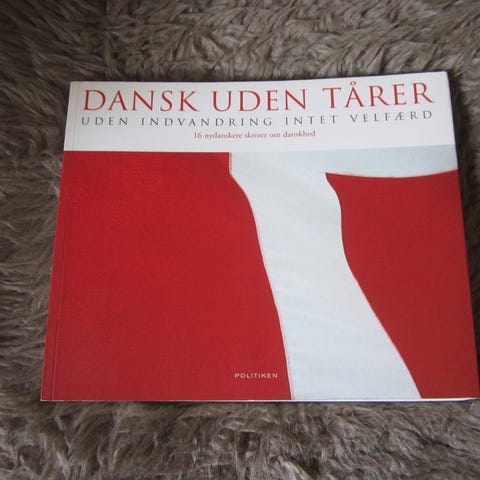 DANSK UDEN TÅRER
UDEN INDVANDRING INTET VELFÆRD
16 nydanskere skriver om danskhed
POLITIKEN